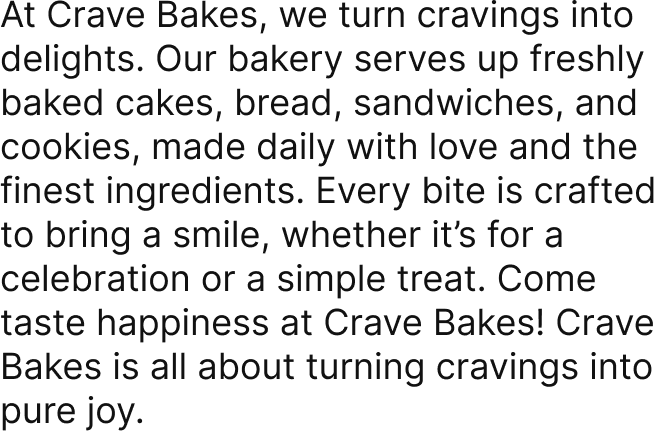 At Crave Bakes, we turn cravings into
delights. Our bakery serves up freshly
baked cakes, bread, sandwiches, and
cookies, made daily with love and the
finest ingredients. Every bite is crafted
to bring a smile, whether it’s for a
celebration or a simple treat. Come
taste happiness at Crave Bakes! Crave
Bakes is all about turning cravings into
pure joy.